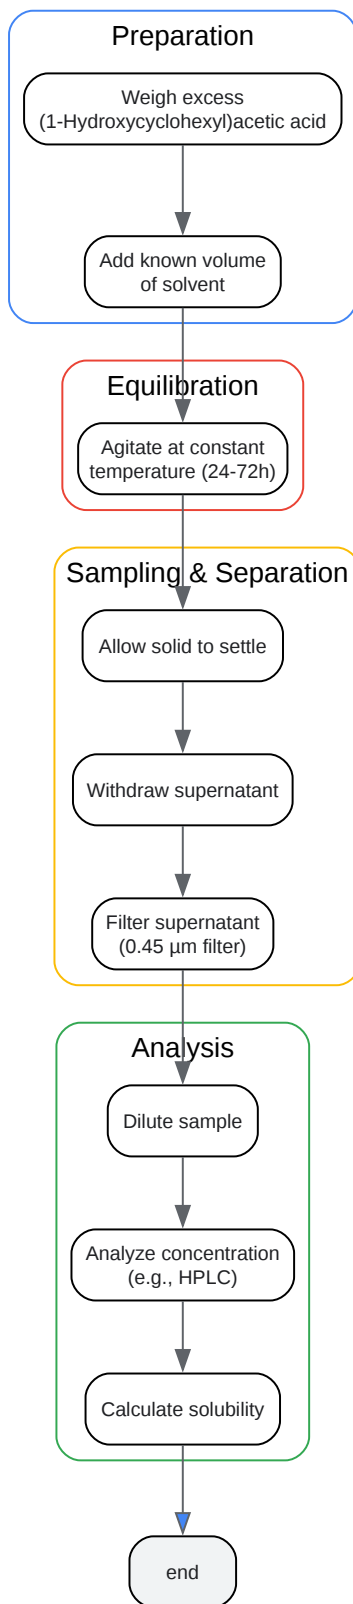 Preparation
Weigh excess
(1-Hydroxycyclohexyl)acetic acid
Add known volume
of solvent
Equilibration
Agitate at constant
temperature (24-72h)
Sampling & Separation
Allow solid to settle
Withdraw supernatant
Filter supernatant
(0.45 µm filter)
Analysis
Dilute sample
Analyze concentration
(e.g., HPLC)
Calculate solubility
end